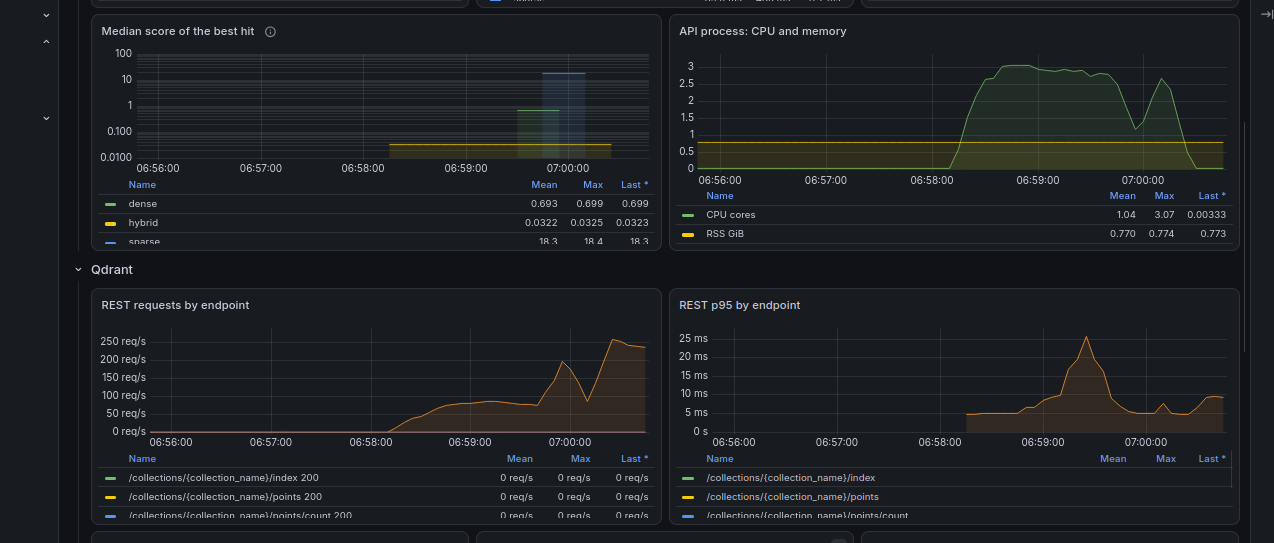 Median score of the best hit
100
10
1
0.100
0.0100
06:56:00 06:57:00 06:58:00 06:59:00 07:00:00
Name Mean Max Last *
dense 0.693 0.699 0.699
hybrid 0.0322 0.0325 0.0323
sparse 18.3 18.4 18.3
API process: CPU and memory
3
2.5
2
1.5
1
0.5
0
06:56:00 06:57:00 06:58:00 06:59:00 07:00:00
Name Mean Max Last *
CPU cores 1.04 3.07 0.00333
RSS GiB 0.770 0.774 0.773
Qdrant
REST requests by endpoint
250 req/s
200 req/s
150 req/s
100 req/s
50 req/s
0 req/s
06:56:00 06:57:00 06:58:00 06:59:00 07:00:00
Name Mean Max Last *
/collections/{collection_name}/index 200 0 req/s 0 req/s 0 req/s
/collections/{collection_name}/points 200 0 req/s 0 req/s 0 req/s
/collections/{collection_name}/points/count 200 0 req/s 0 req/s 0 req/s
REST p95 by endpoint
25 ms
20 ms
15 ms
10 ms
5 ms
0 s
06:56:00 06:57:00 06:58:00 06:59:00 07:00:00
Name Mean Max Last *
/collections/{collection_name}/index
/collections/{collection_name}/points
/collections/{collection_name}/points/count